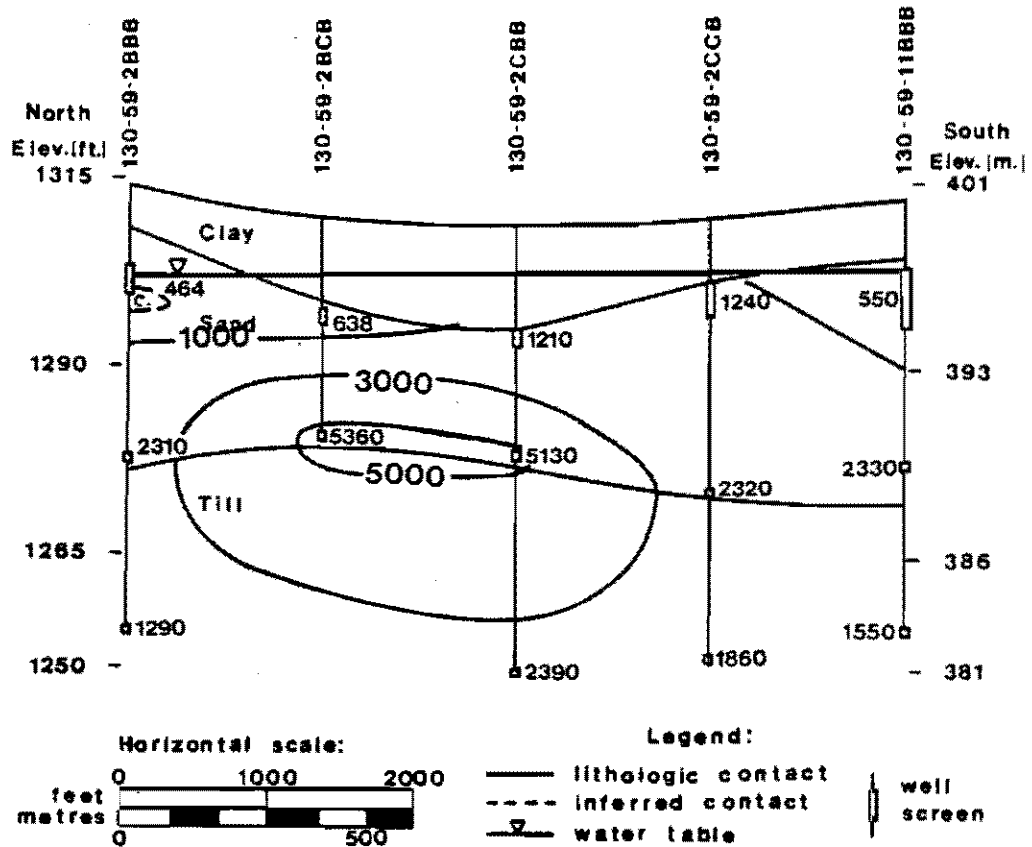 130-59-2BBB
130-59-2BCB
130-59-2CBB
130-59-2CCB
130-59-11BBB
North
Elev.(ft.)
South
Elev.(m.)
1315
401
Clay
464
C.
Sand
638
1210
1240
550
1000
1290
393
3000
2310
5360
5130
5000
2330
Till
2320
1265
386
1290
1550
1250
2390
1860
381
Horizontal scale:
0 1000 2000
feet
metres
0 500
Legend:
lithologic contact
inferred contact
water table
well
screen